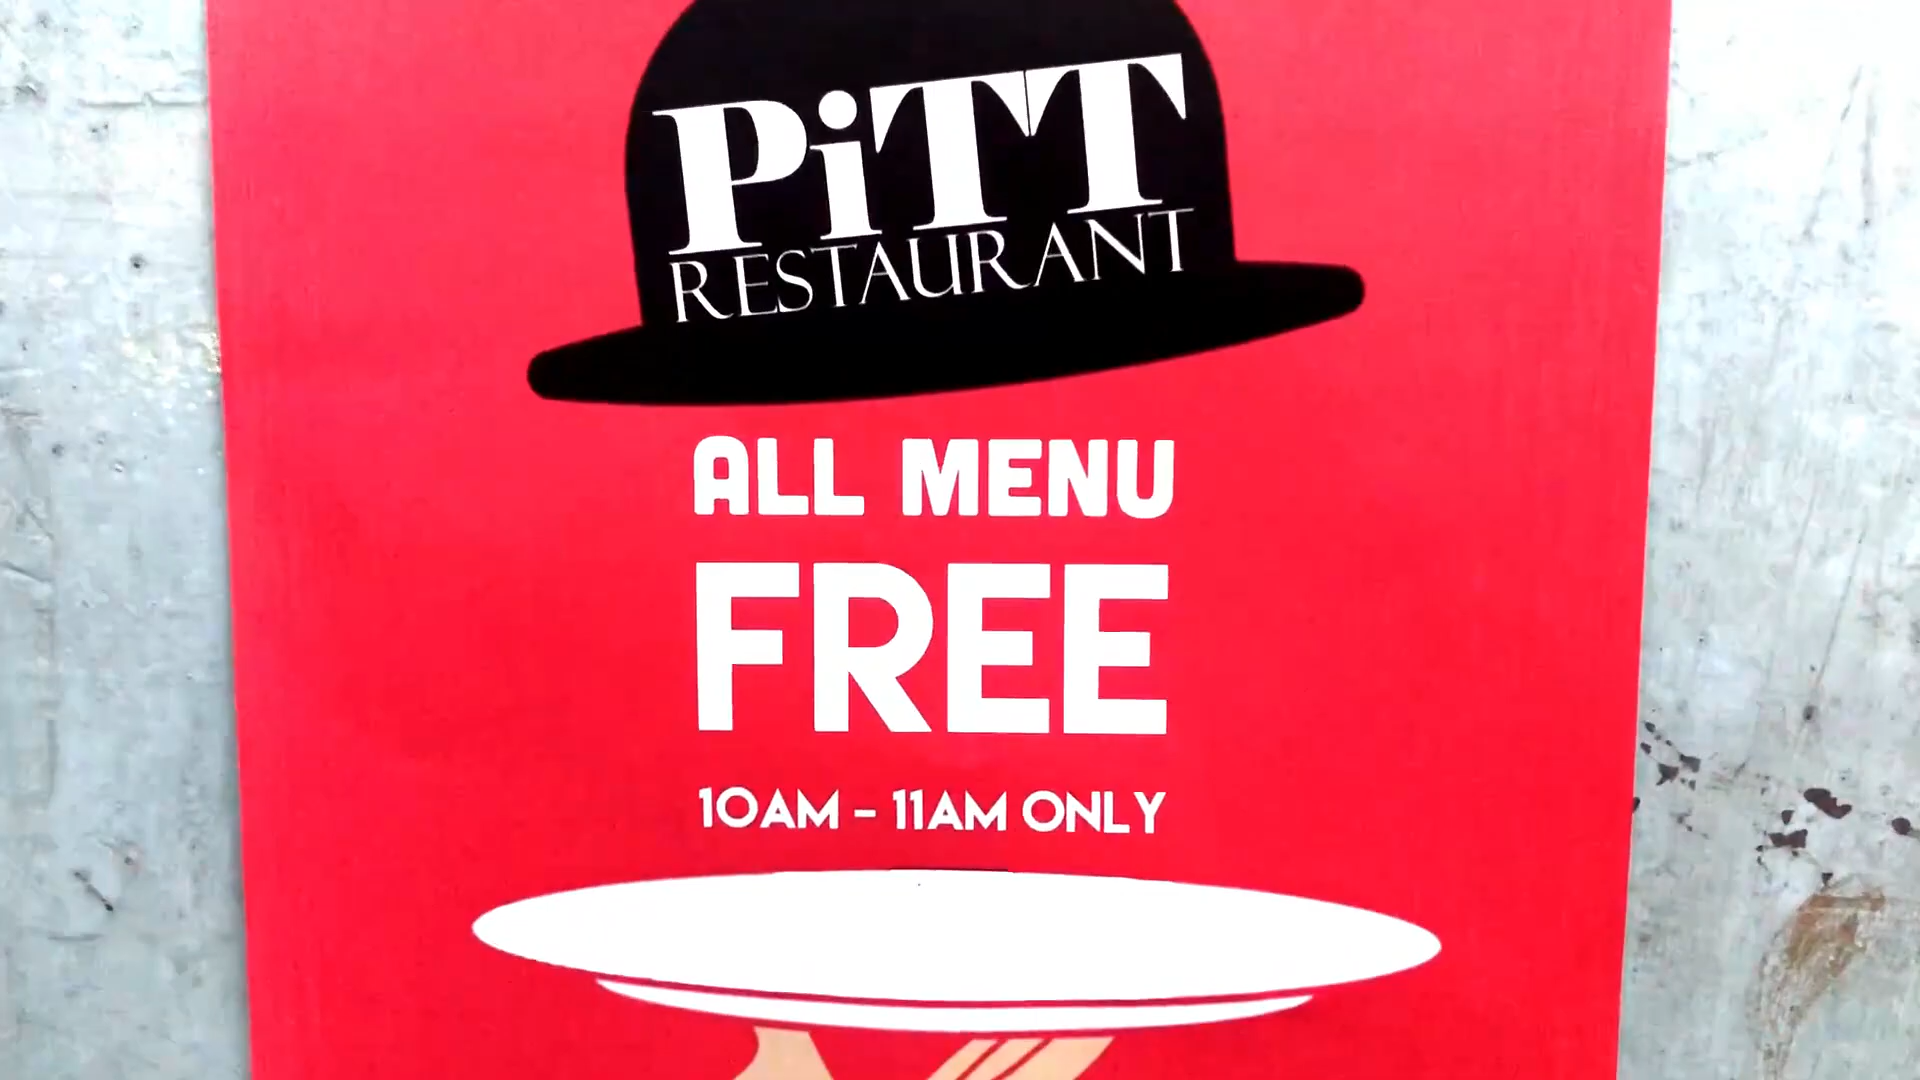 PiTT
RESTAURANT
ALL MENU
FREE
10AM - 11AM ONLY